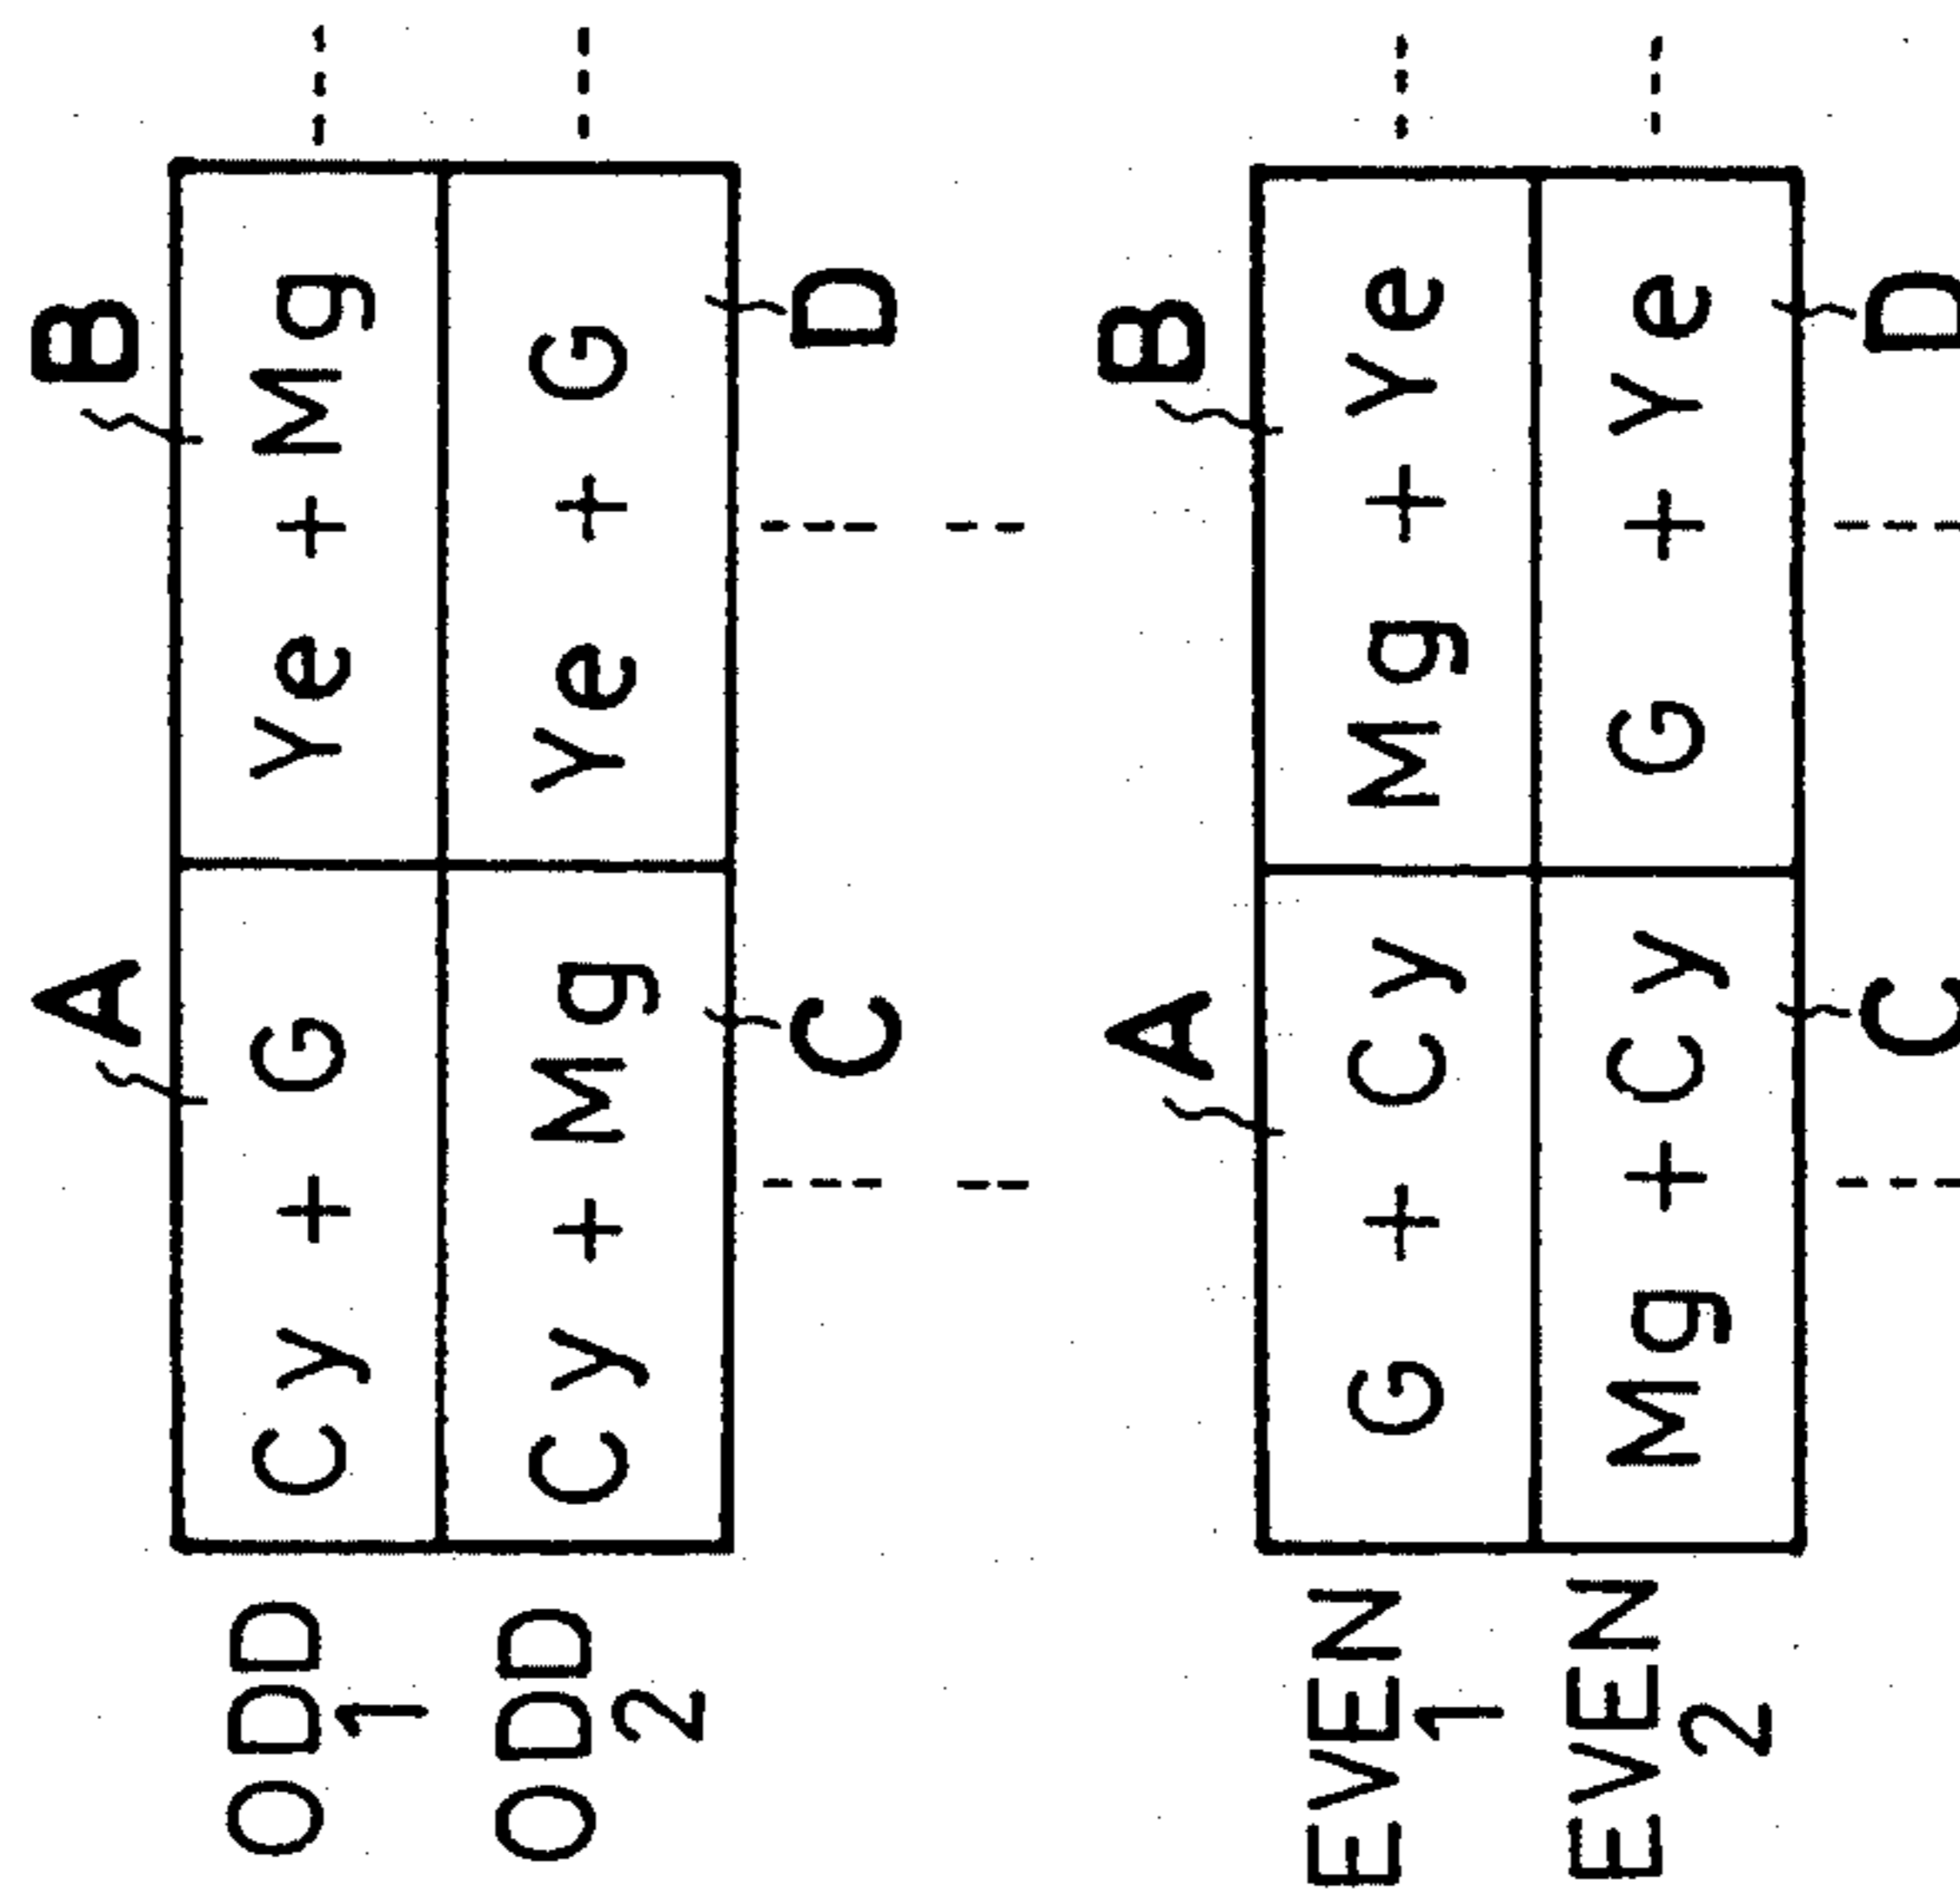 A B
ODD 1 Cy + G Ye + Mg
ODD 2 Cy + Mg Ye + G
C D
A B
EVEN 1 G + Cy Mg + Ye
EVEN 2 Mg + Cy G + Ye
C D